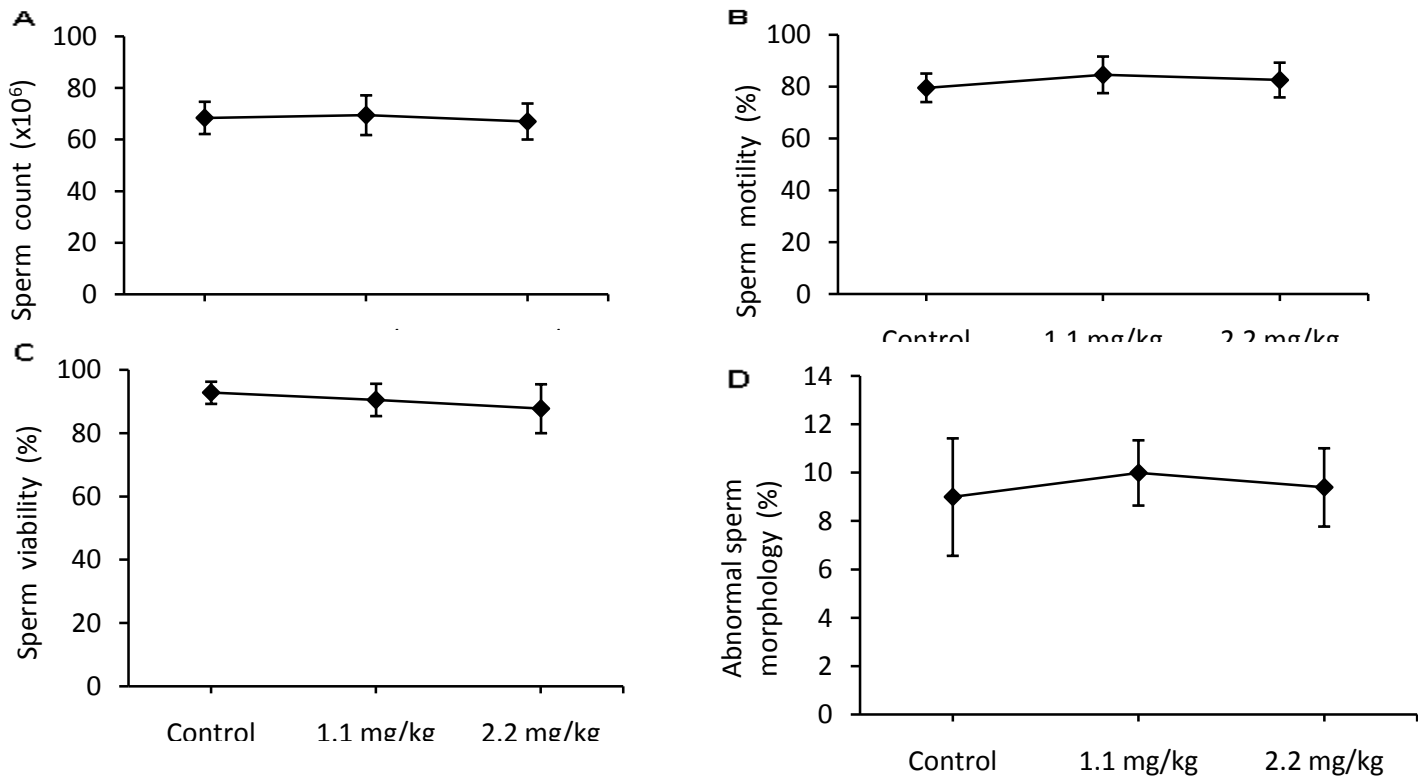 A
Sperm count (x10⁶)
100
80
60
40
20
0
B
Sperm motility (%)
100
80
60
40
20
0
Control 1.1 mg/kg 2.2 mg/kg
C
Sperm viability (%)
100
80
60
40
20
0
Control 1.1 mg/kg 2.2 mg/kg
D
Abnormal sperm
morphology (%)
14
12
10
8
6
4
2
0
Control 1.1 mg/kg 2.2 mg/kg